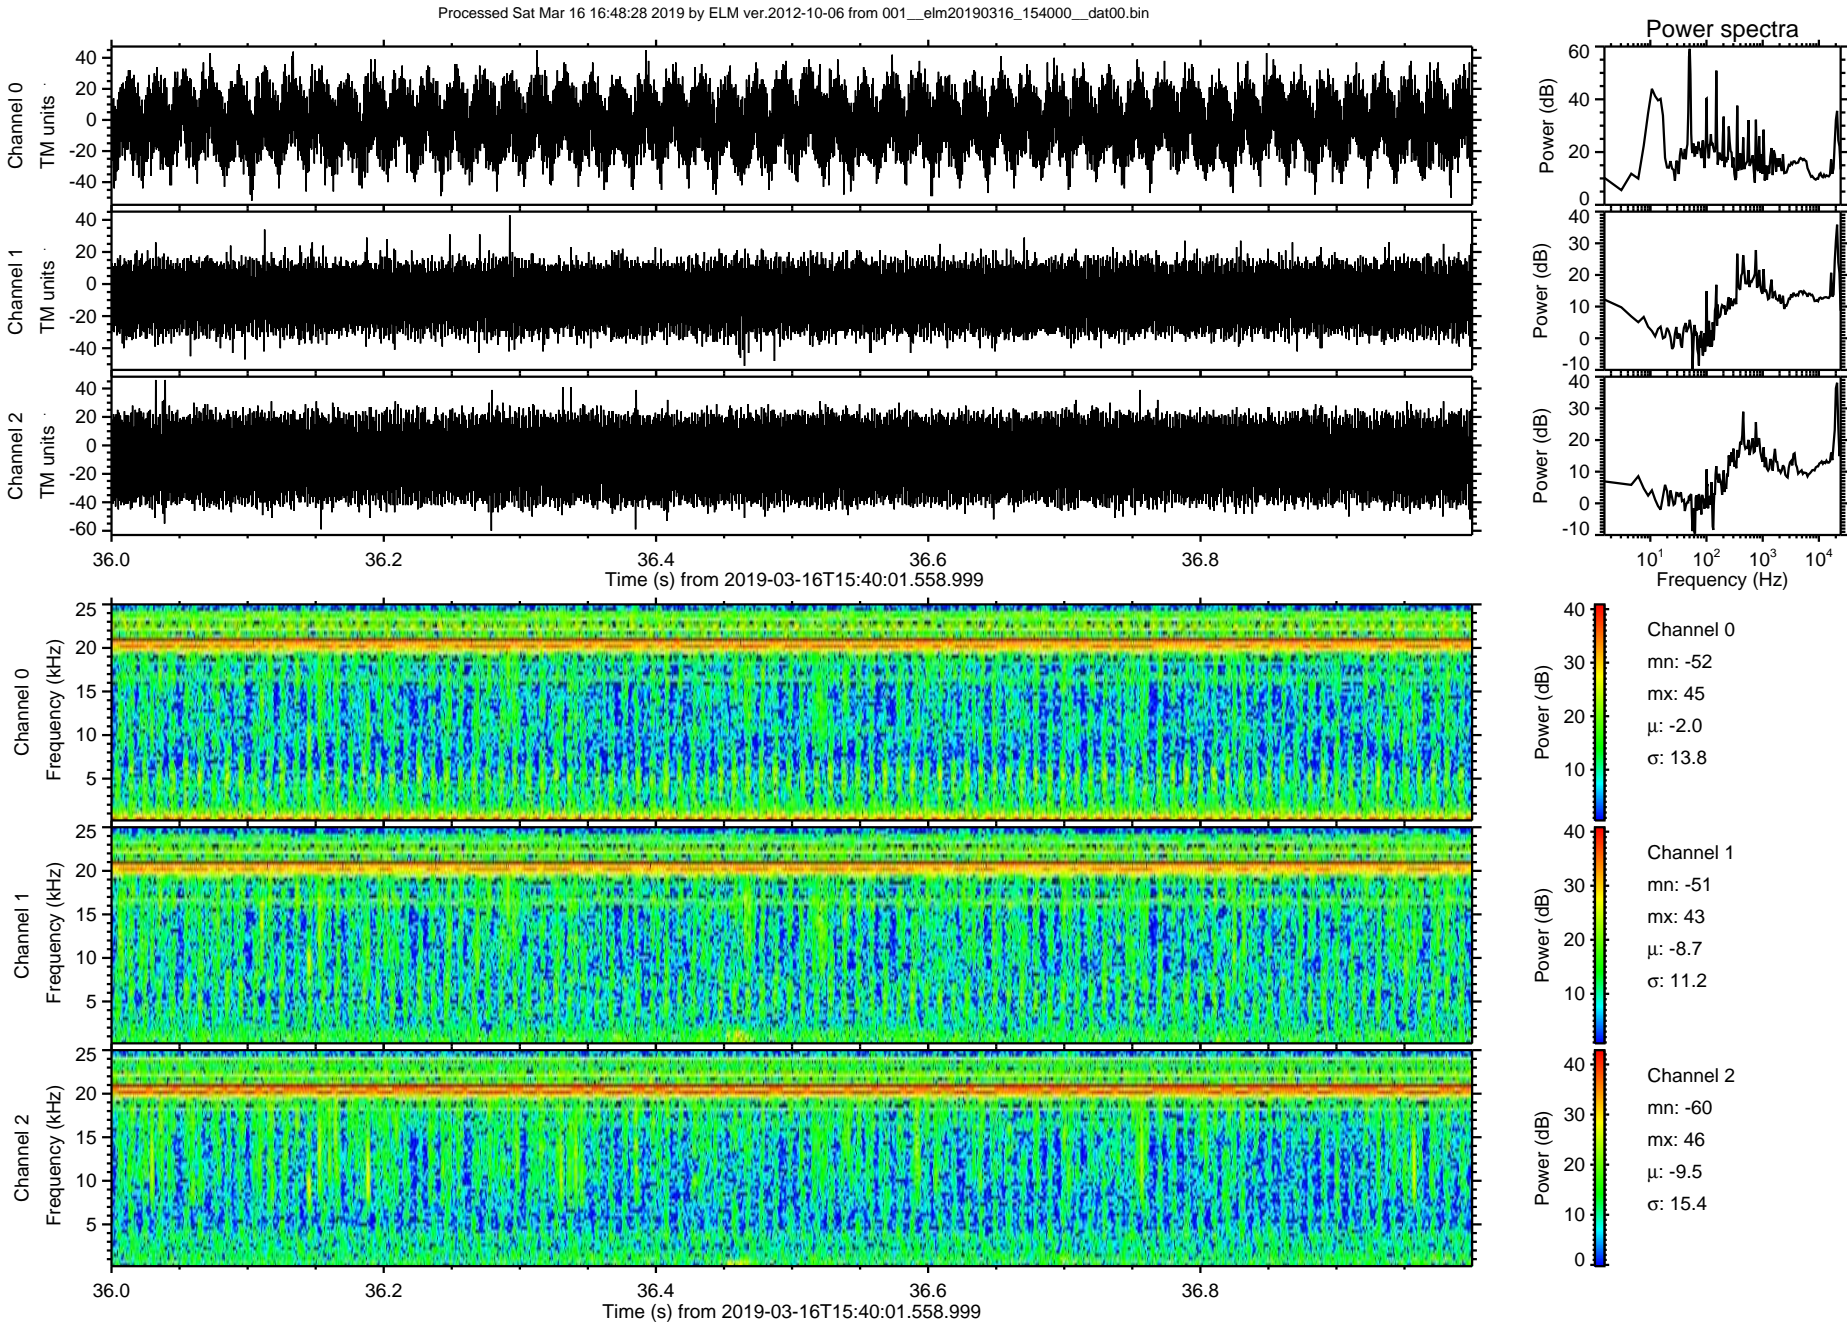 Processed Sat Mar 16 16:48:28 2019 by ELM ver.2012-10-06 from 001__elm20190316_154000__dat00.bin
Power spectra
Channel 0
TM units
40
20
0
-20
-40
Power (dB)
60
40
20
0
Channel 1
TM units
40
20
0
-20
-40
Power (dB)
40
30
20
10
0
-10
Channel 2
TM units
40
20
0
-20
-40
-60
Power (dB)
40
30
20
10
0
-10
36.0 36.2 36.4 36.6 36.8
Time (s) from 2019-03-16T15:40:01.558.999
10¹ 10² 10³ 10⁴
Frequency (Hz)
Channel 0
Frequency (kHz)
25
20
15
10
5
Power (dB)
40
30
20
10
Channel 0
mn: -52
mx: 45
μ: -2.0
σ: 13.8
Channel 1
Frequency (kHz)
25
20
15
10
5
Power (dB)
40
30
20
10
Channel 1
mn: -51
mx: 43
μ: -8.7
σ: 11.2
Channel 2
Frequency (kHz)
25
20
15
10
5
Power (dB)
40
30
20
10
0
Channel 2
mn: -60
mx: 46
μ: -9.5
σ: 15.4
36.0 36.2 36.4 36.6 36.8
Time (s) from 2019-03-16T15:40:01.558.999